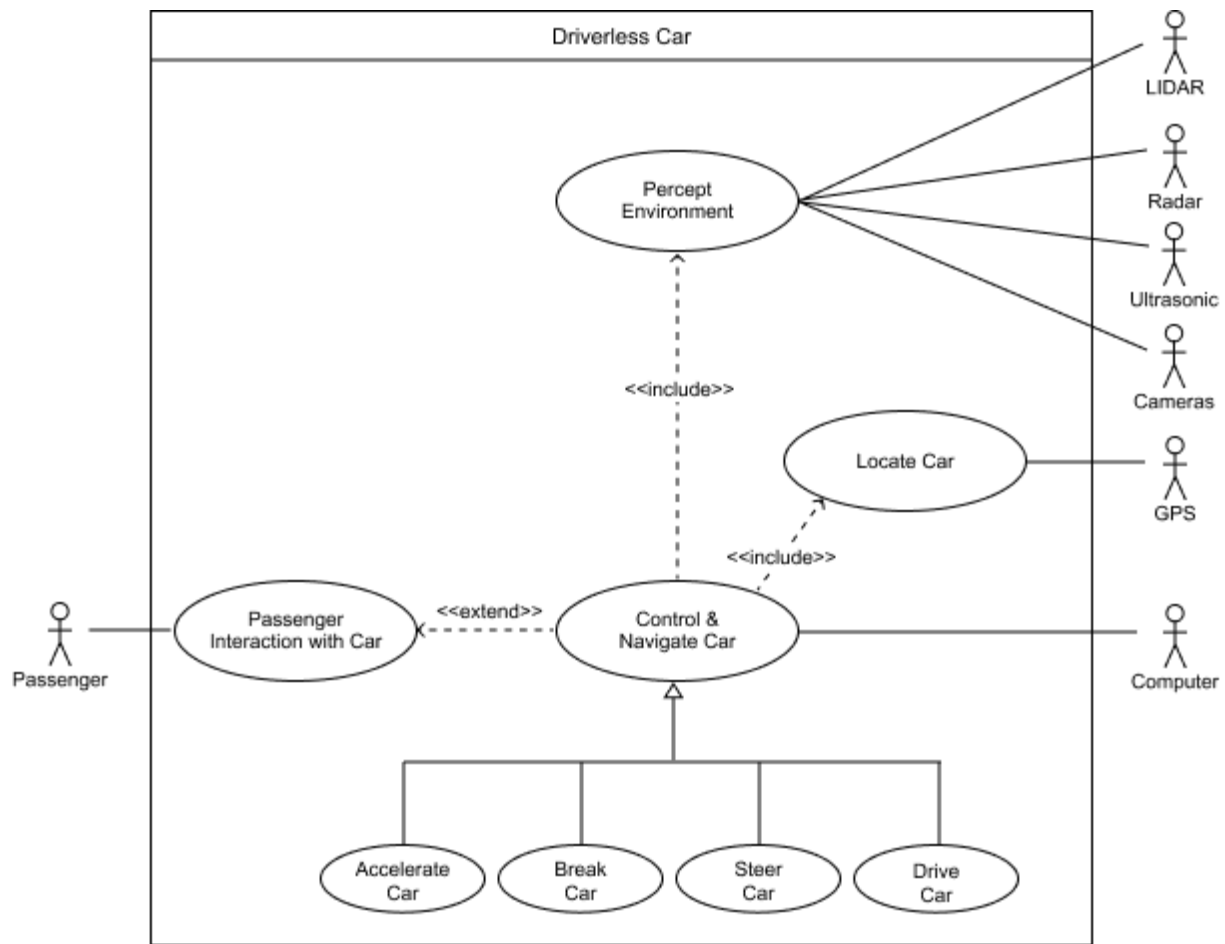 Driverless Car
LIDAR
Percept
Environment
Radar
Ultrasonic
<<include>>
Cameras
Locate Car
GPS
<<include>>
Passenger
Interaction with Car
<<extend>>
Control &
Navigate Car
Passenger
Computer
Accelerate
Car
Break
Car
Steer
Car
Drive
Car